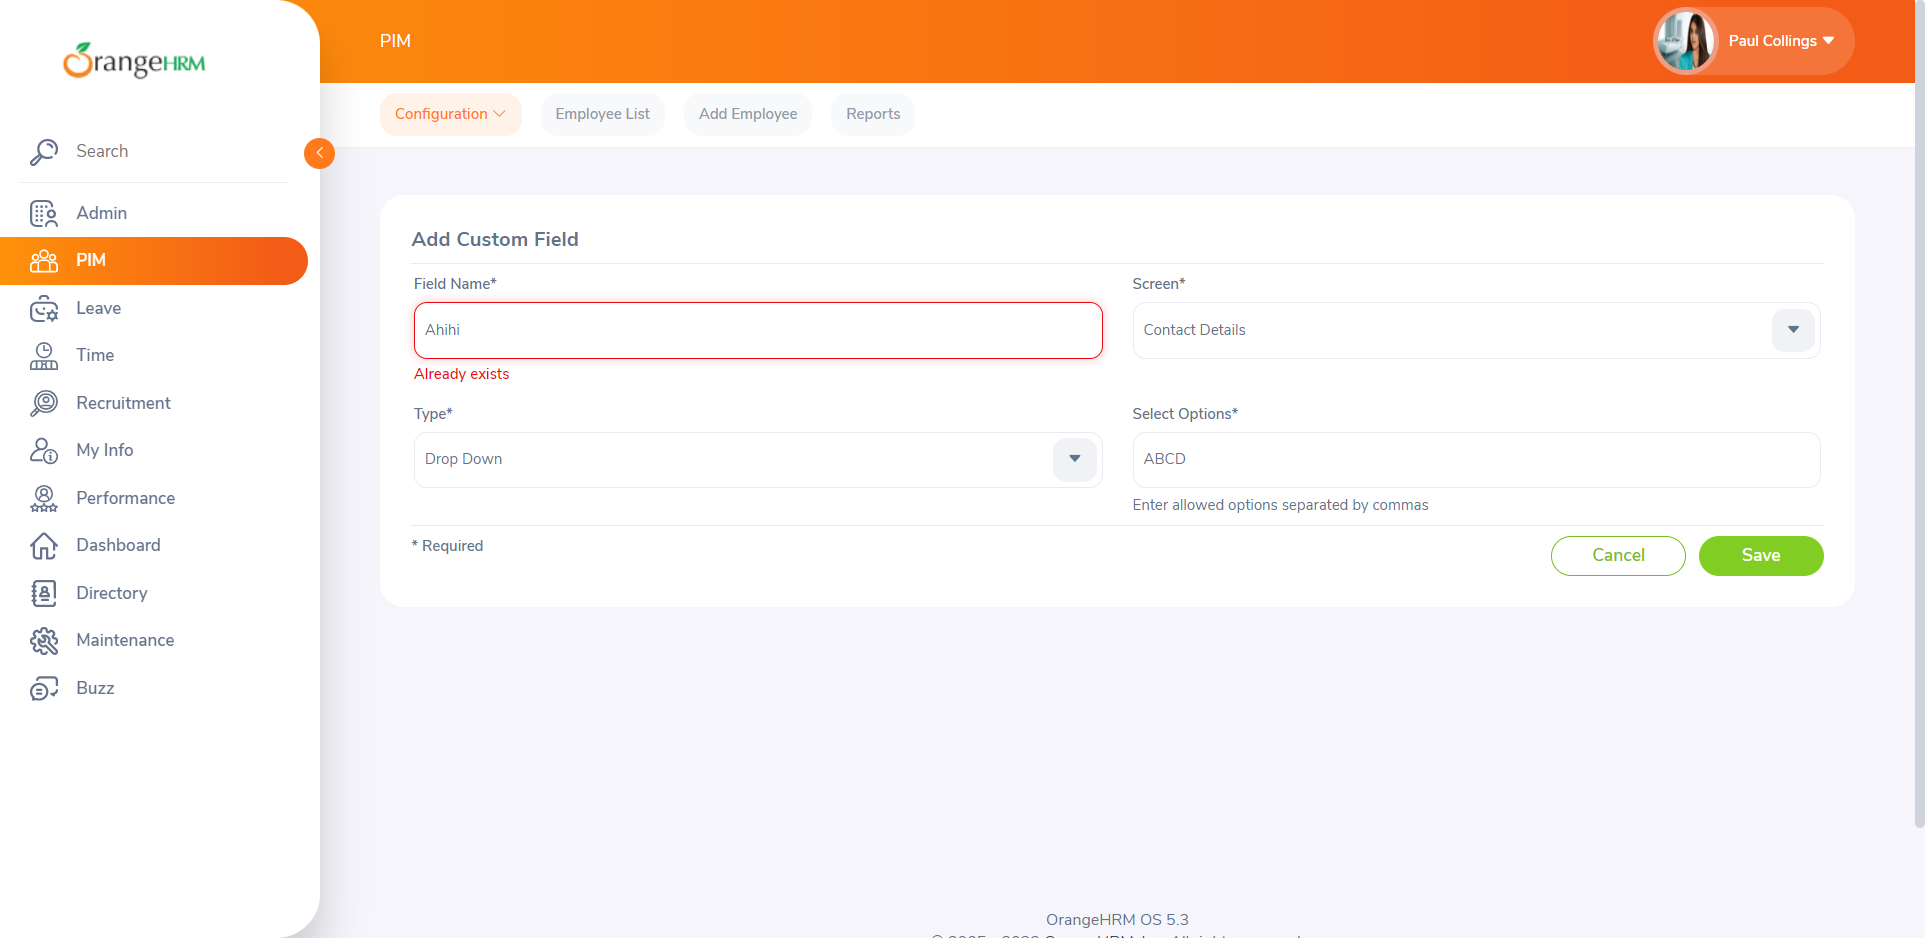 OrangeHRM
PIM
Paul Collings
Configuration
Employee List
Add Employee
Reports
Search
Admin
PIM
Leave
Time
Recruitment
My Info
Performance
Dashboard
Directory
Maintenance
Buzz
Add Custom Field
Field Name*
Screen*
Ahihi
Contact Details
Already exists
Type*
Select Options*
Drop Down
ABCD
Enter allowed options separated by commas
* Required
Cancel
Save
OrangeHRM OS 5.3